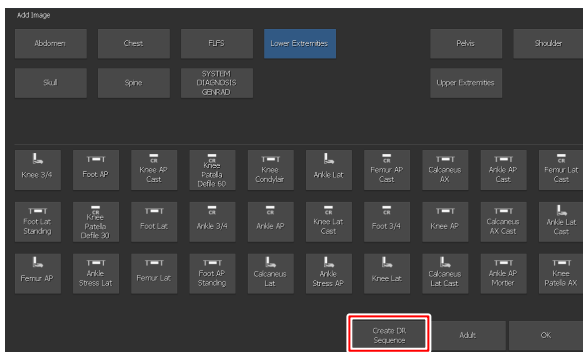 Add Image
Abdomen
Chest
FLFS
Lower Extremities
Pelvis
Shoulder
Skull
Spine
SYSTEM
DIAGNOSIS
GENRAD
Upper Extremities
Knee 3/4
T T
Foot AP
CR
Knee AP
Cast
CR
Knee
Patella
Defile 60
T T
Knee
Condylar
Ankle Lat
CR
Femur AP
Cast
T T
Calcaneus
AX
T T
Ankle AP
Cast
CR
Femur Lat
Cast
T T
Foot Lat
Standing
CR
Knee
Patella
Defile 30
T T
Foot Lat
CR
Ankle 3/4
CR
Ankle AP
CR
Knee Lat
Cast
CR
Foot 3/4
T T
Knee AP
T T
Calcaneus
AX Cast
Ankle Lat
Cast
Femur AP
T T
Ankle
Stress Lat
T T
Femur Lat
T T
Foot AP
Standing
Calcaneus
Lat
Ankle
Stress AP
Knee Lat
Calcaneus
Lat Cast
T T
Ankle AP
Mortier
T T
Knee
Patella AX
Create DR
Sequence
Adult
OK